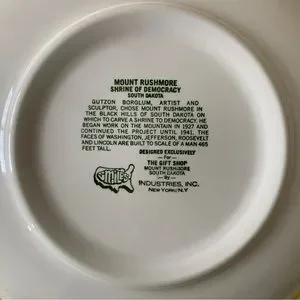 MOUNT RUSHMORE
SHRINE OF DEMOCRACY
SOUTH DAKOTA
GUTZON BORGLUM, ARTIST AND
SCULPTOR, CHOSE MOUNT RUSHMORE IN
THE BLACK HILLS OF SOUTH DAKOTA ON
WHICH TO CARVE A SHRINE TO DEMOCRACY. HE
BEGAN WORK ON THE MOUNTAIN IN 1927 AND
CONTINUED THE PROJECT UNTIL 1941. THE
FACES OF WASHINGTON, JEFFERSON, ROOSEVELT
AND LINCOLN ARE BUILT TO SCALE OF A MAN 465
FEET TALL.
DESIGNED EXCLUSIVELY
—For—
THE GIFT SHOP
MOUNT RUSHMORE
SOUTH DAKOTA
—By—
INDUSTRIES, INC.
NEW YORK, N.Y.